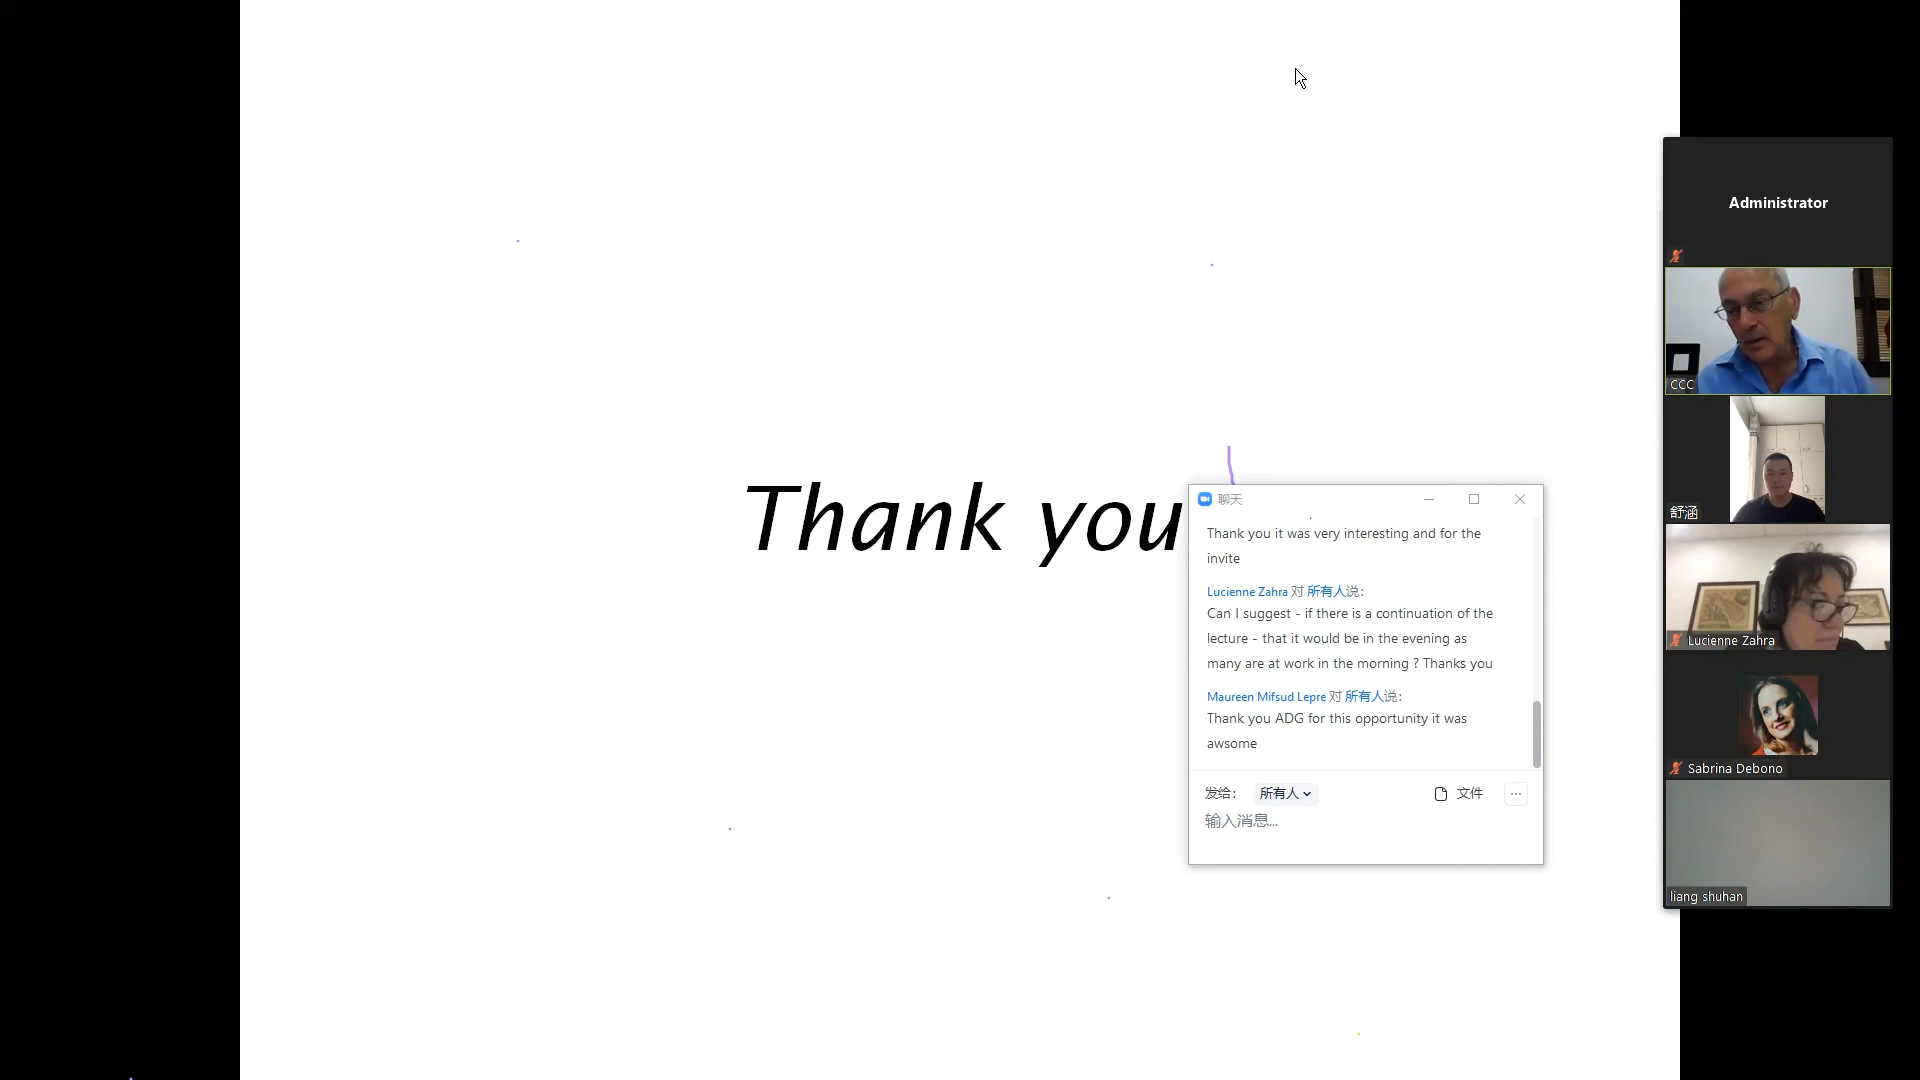 Thank you
聊天
Thank you it was very interesting and for the
invite
Lucienne Zahra 对 所有人说:
Can I suggest - if there is a continuation of the
lecture - that it would be in the evening as
many are at work in the morning ? Thanks you
Maureen Mifsud Lepre 对 所有人说:
Thank you ADG for this opportunity it was
awsome
发给: 所有人 文件
输入消息...
Administrator
CCC
舒涵
Lucienne Zahra
Sabrina Debono
liang shuhan